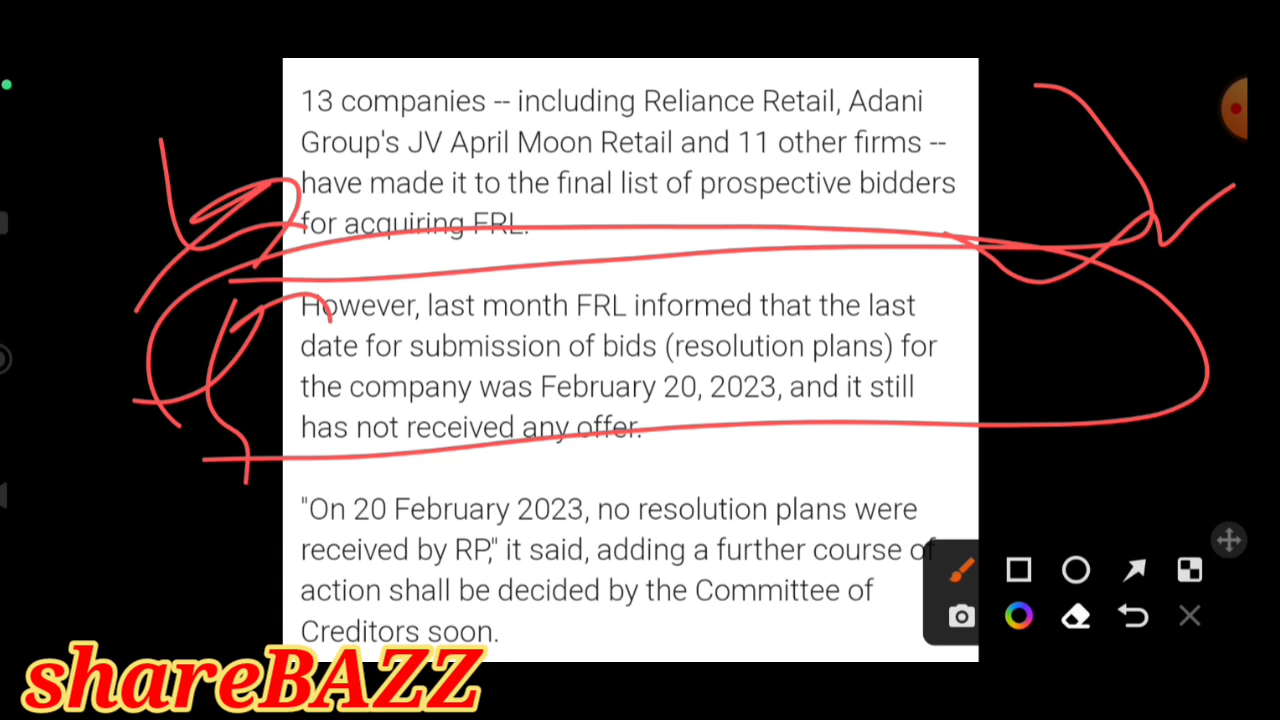 13 companies -- including Reliance Retail, Adani
Group's JV April Moon Retail and 11 other firms --
have made it to the final list of prospective bidders
for acquiring FRL.
However, last month FRL informed that the last
date for submission of bids (resolution plans) for
the company was February 20, 2023, and it still
has not received any offer.
"On 20 February 2023, no resolution plans were
received by RP," it said, adding a further course of
action shall be decided by the Committee of
Creditors soon.
shareBAZZ